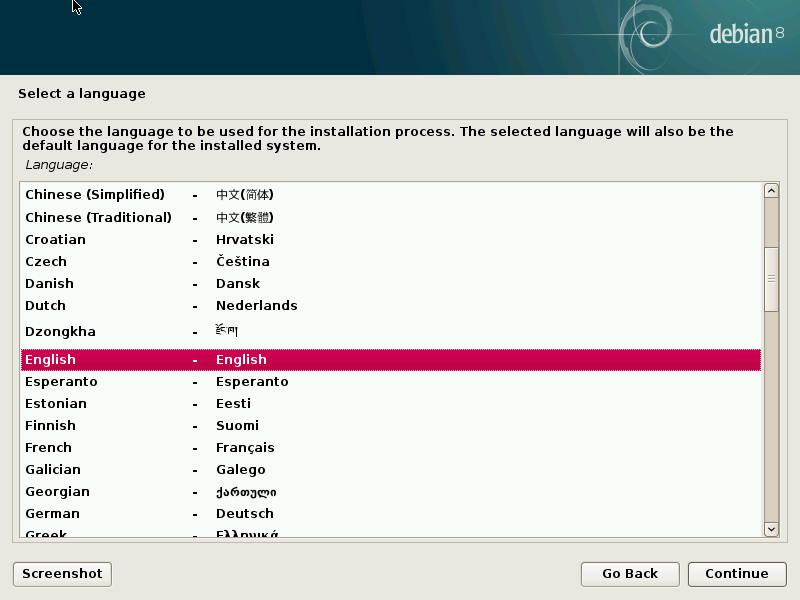 debian 8
Select a language
Choose the language to be used for the installation process. The selected language will also be the
default language for the installed system.
Language:
Chinese (Simplified) - 中文(简体)
Chinese (Traditional) - 中文(繁體)
Croatian - Hrvatski
Czech - Čeština
Danish - Dansk
Dutch - Nederlands
Dzongkha - རྫོང་ཁ།
English - English
Esperanto - Esperanto
Estonian - Eesti
Finnish - Suomi
French - Français
Galician - Galego
Georgian - ქართული
German - Deutsch
Greek - Ελληνικά
Screenshot Go Back Continue